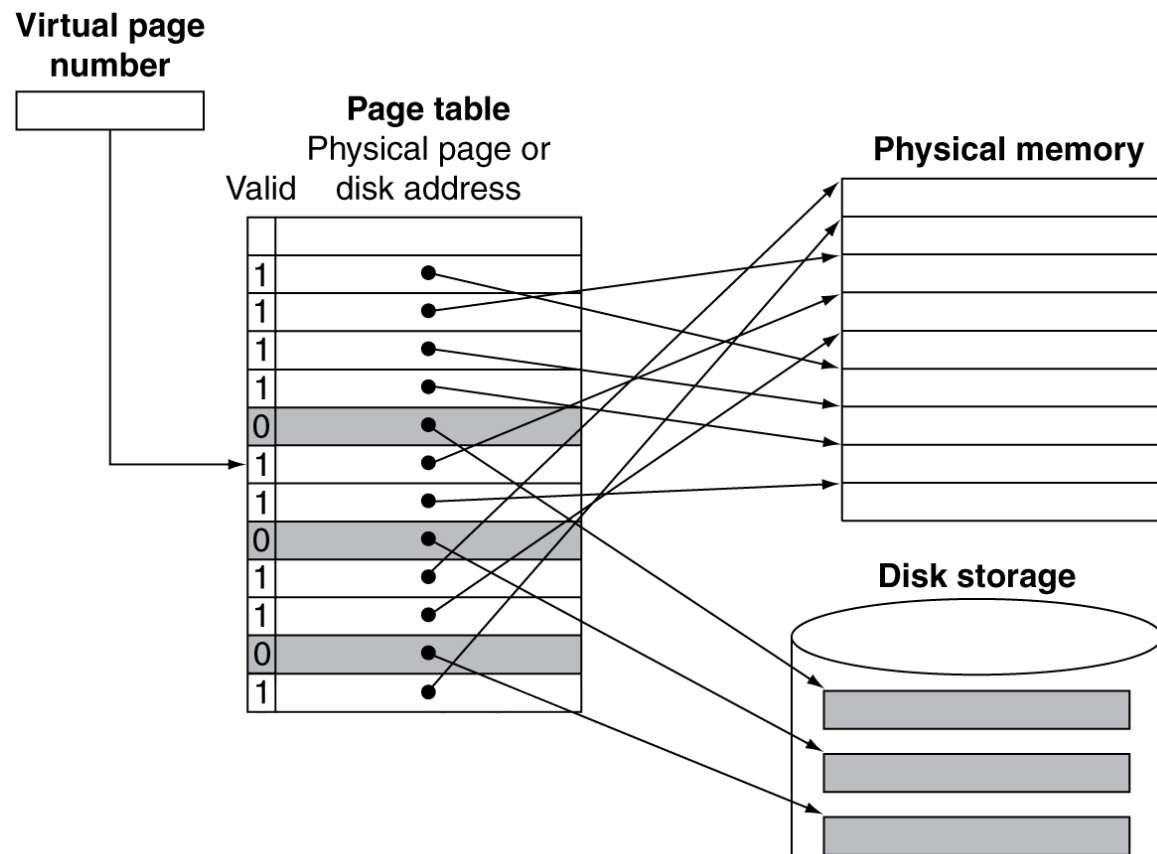 Virtual page
number
Page table
Physical page or
Valid disk address
1
1
1
1
0
1
1
0
1
1
0
1
Physical memory
Disk storage